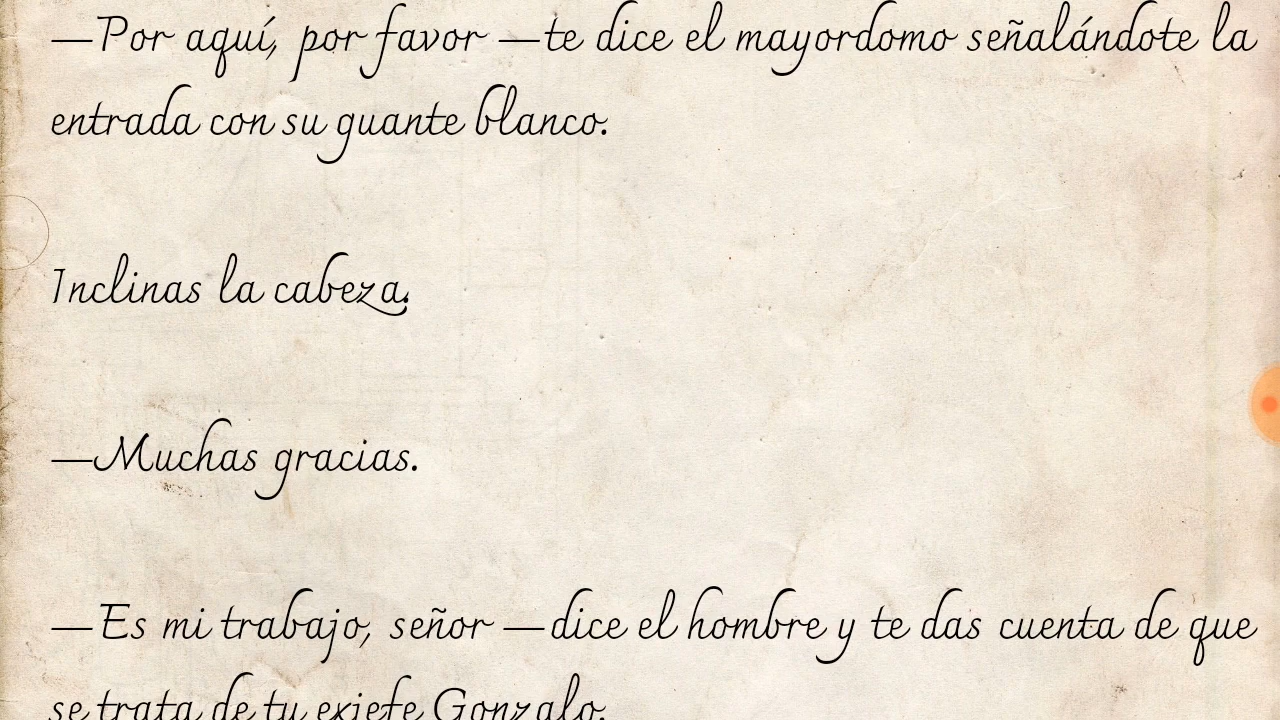 —Por aquí, por favor —te dice el mayordomo señalándote la
entrada con su guante blanco.
Inclinas la cabeza.
—Muchas gracias.
—Es mi trabajo, señor —dice el hombre y te das cuenta de que
se trata de tu exjefe Gonzalo.